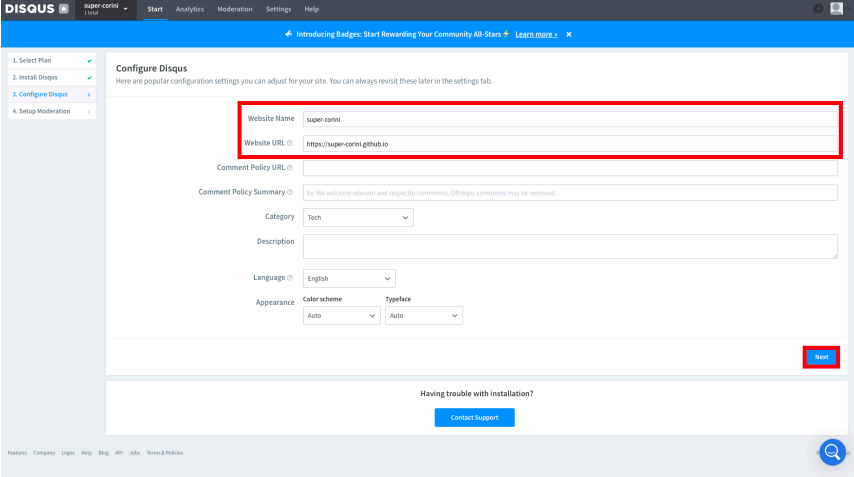 DISQUS
super-corini
1 total
Start Analytics Moderation Settings Help
Introducing Badges: Start Rewarding Your Community All-Stars⚡ Learn more » ×
1. Select Plan
2. Install Disqus
3. Configure Disqus
4. Setup Moderation
Configure Disqus
Here are popular configuration settings you can adjust for your site. You can always revisit these later in the settings tab.
Website Name super-corini
Website URL https://super-corini.github.io
Comment Policy URL
Comment Policy Summary Ex: We welcome relevant and respectful comments. Off-topic comments may be removed.
Category Tech
Description
Language English
Appearance Color scheme Typeface
Auto Auto
Next
Having trouble with installation?
Contact Support
Features Company Logos Help Blog API Jobs Terms & Policies